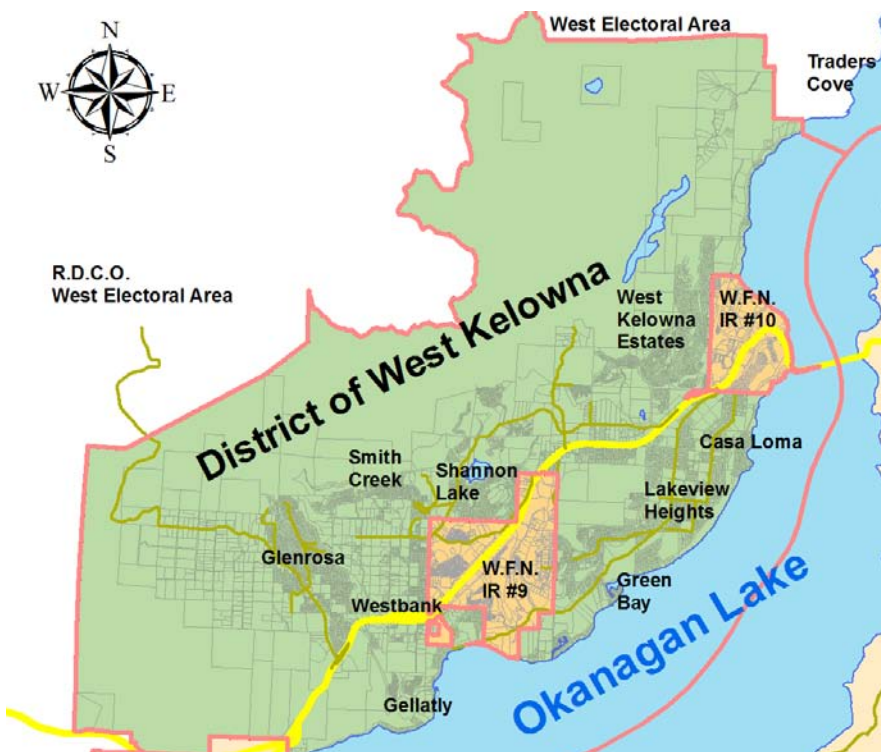 West Electoral Area
Traders
Cove
N
W E
S
R.D.C.O.
West Electoral Area
District of West Kelowna
West
Kelowna
Estates
W.F.N.
IR #10
Casa Loma
Smith
Creek
Shannon
Lake
Lakeview
Heights
Glenrosa
W.F.N.
IR #9
Green
Bay
Westbank
Gellatly
Okanagan Lake